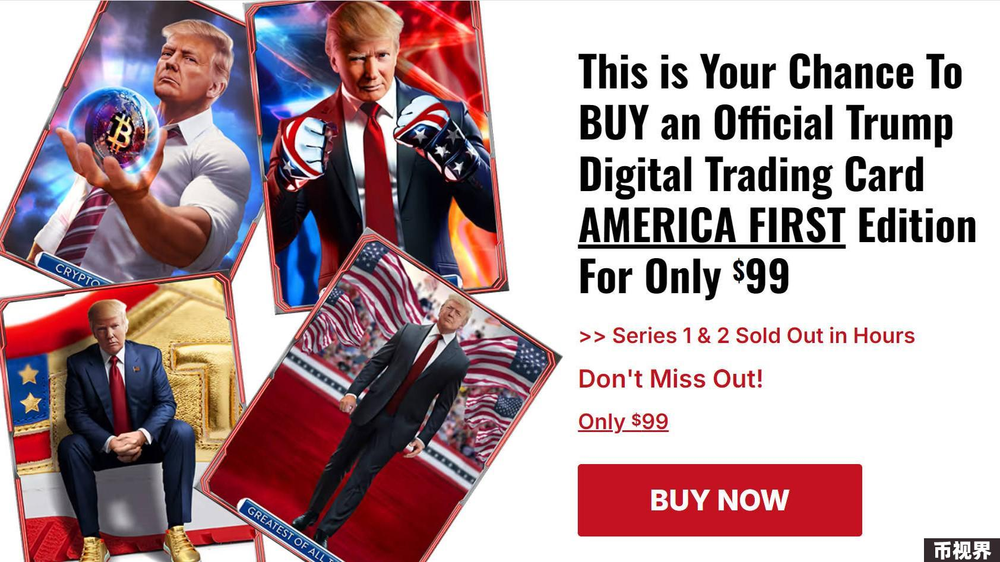 This is Your Chance To
BUY an Official Trump
Digital Trading Card
AMERICA FIRST Edition
For Only $99
>> Series 1 & 2 Sold Out in Hours
Don't Miss Out!
Only $99
BUY NOW
CRYPTO
GREATEST OF ALL T
T
币视界